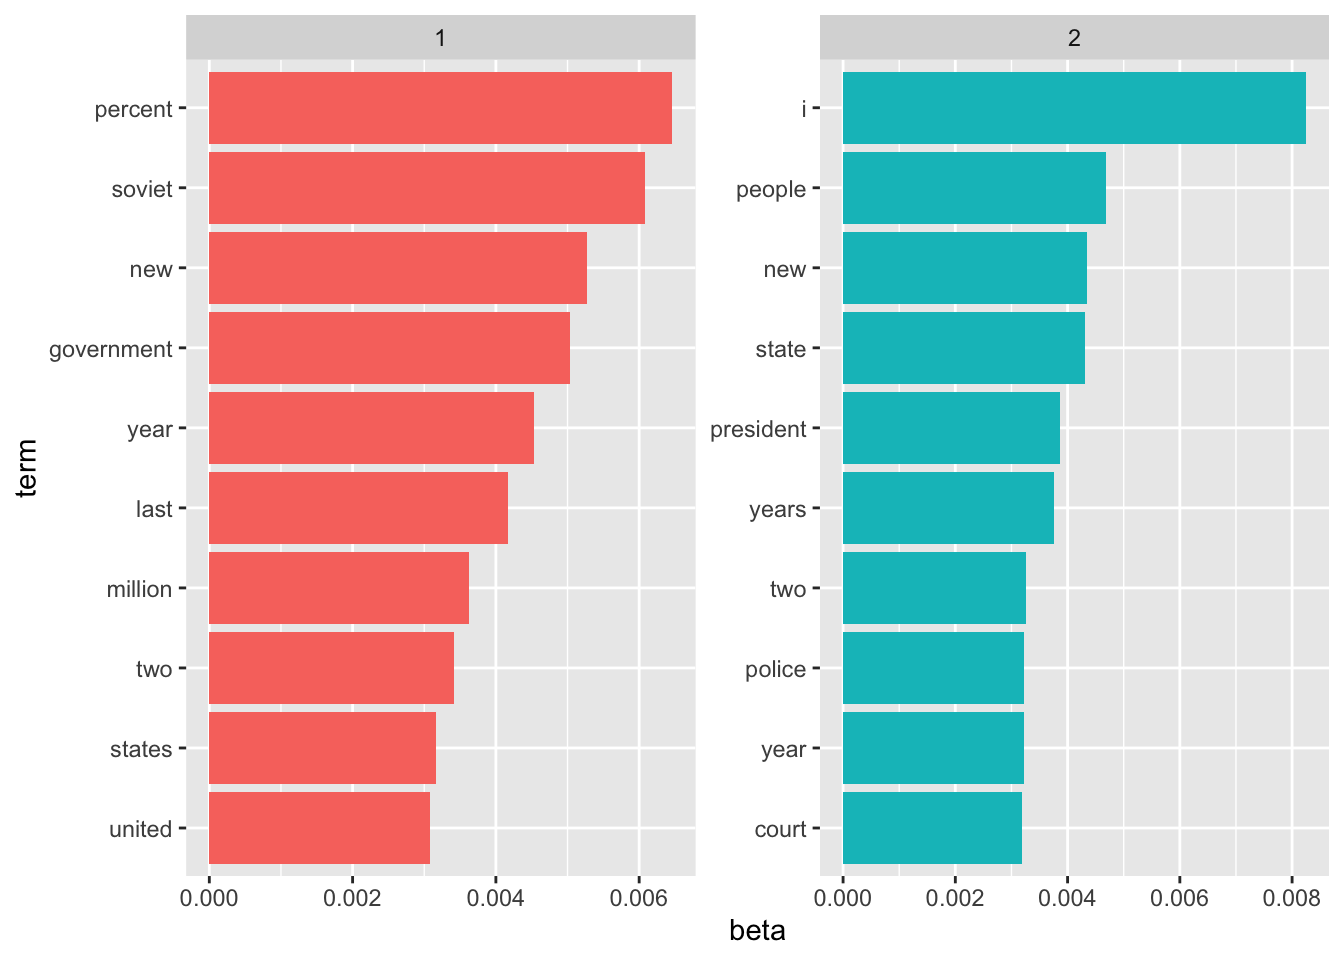 1
percent
soviet
new
government
year
last
million
two
states
united
0.000 0.002 0.004 0.006
2
i
people
new
state
president
years
two
police
year
court
0.000 0.002 0.004 0.006 0.008
term
beta